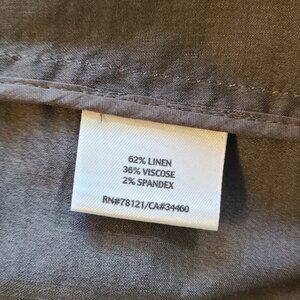 62% LINEN
36% VISCOSE
2% SPANDEX
RN#78121/CA#34460